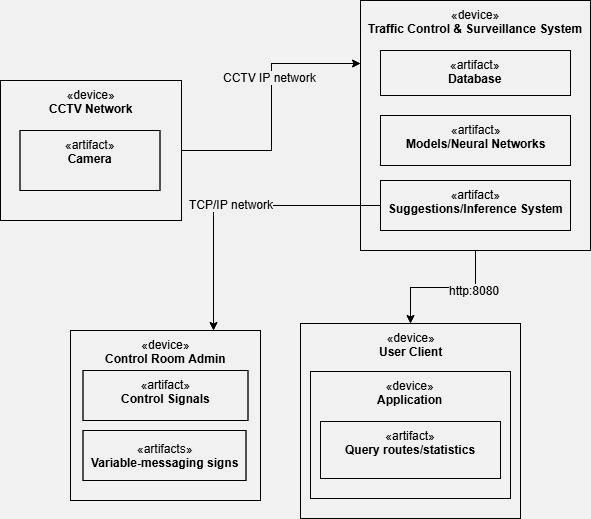 «device»
Traffic Control & Surveillance System
«artifact»
Database
«artifact»
Models/Neural Networks
«artifact»
Suggestions/Inference System
CCTV IP network
«device»
CCTV Network
«artifact»
Camera
TCP/IP network
http:8080
«device»
Control Room Admin
«artifact»
Control Signals
«artifacts»
Variable-messaging signs
«device»
User Client
«device»
Application
«artifact»
Query routes/statistics